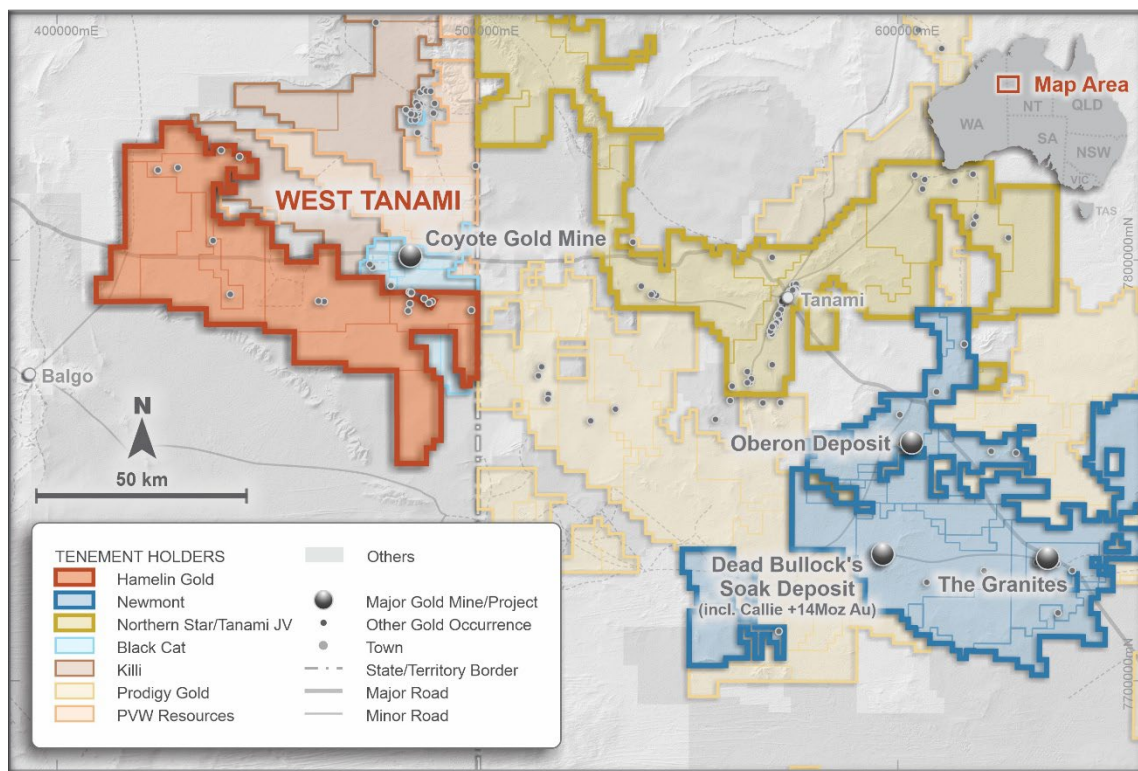 400000mE
500000mE
600000mE
Map Area
NT
QLD
WA
SA
NSW
VIC
TAS
WEST TANAMI
Coyote Gold Mine
7800000mN
Tanami
Balgo
N
50 km
Oberon Deposit
Dead Bullock's
Soak Deposit
(incl. Callie +14Moz Au)
The Granites
7700000mN
TENEMENT HOLDERS
Hamelin Gold
Newmont
Northern Star/Tanami JV
Black Cat
Killi
Prodigy Gold
PVW Resources
Others
Major Gold Mine/Project
Other Gold Occurrence
Town
State/Territory Border
Major Road
Minor Road